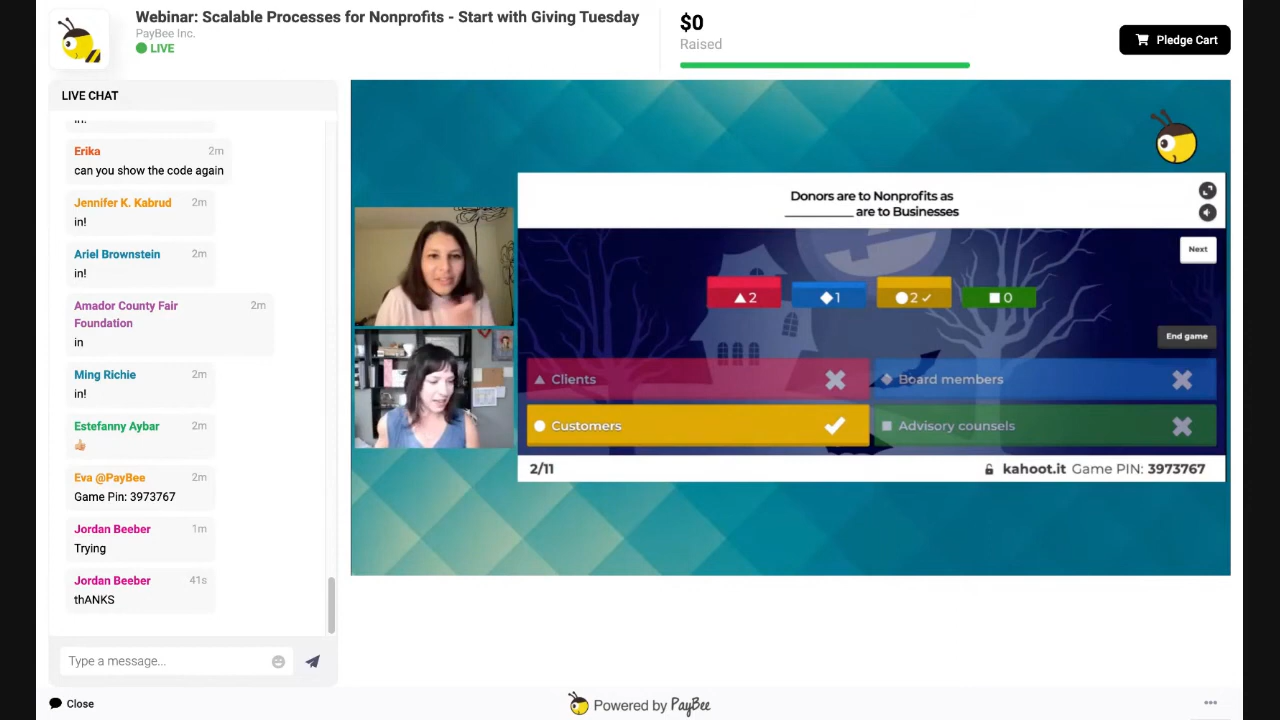 Webinar: Scalable Processes for Nonprofits - Start with Giving Tuesday
PayBee Inc.
LIVE
$0
Raised
Pledge Cart
LIVE CHAT
in!
Erika 2m
can you show the code again
Jennifer K. Kabrud 2m
in!
Ariel Brownstein 2m
in!
Amador County Fair 2m
Foundation
in
Ming Richie 2m
in!
Estefanny Aybar 2m
Eva @PayBee 2m
Game Pin: 3973767
Jordan Beeber 1m
Trying
Jordan Beeber 41s
thANKS
Type a message...
Close
Donors are to Nonprofits as
________ are to Businesses
Next
2 1 2 0
End game
Clients
Board members
Customers
Advisory counsels
2/11
kahoot.it Game PIN: 3973767
Powered by PayBee